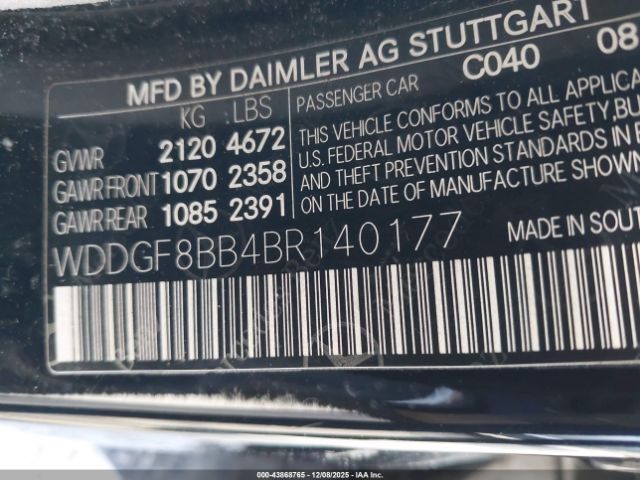 MFD BY DAIMLER AG STUTTGART
KG LBS PASSENGER CAR C040 08
GVWR 2120 4672
GAWR FRONT 1070 2358
GAWR REAR 1085 2391
THIS VEHICLE CONFORMS TO ALL APPLICA
U.S. FEDERAL MOTOR VEHICLE SAFETY, BU
AND THEFT PREVENTION STANDARDS IN
ON THE DATE OF MANUFACTURE SHOWN
WDDGF8BB4BR140177 MADE IN SOUT
00-43868765 - 12/08/2025 - IAA Inc.